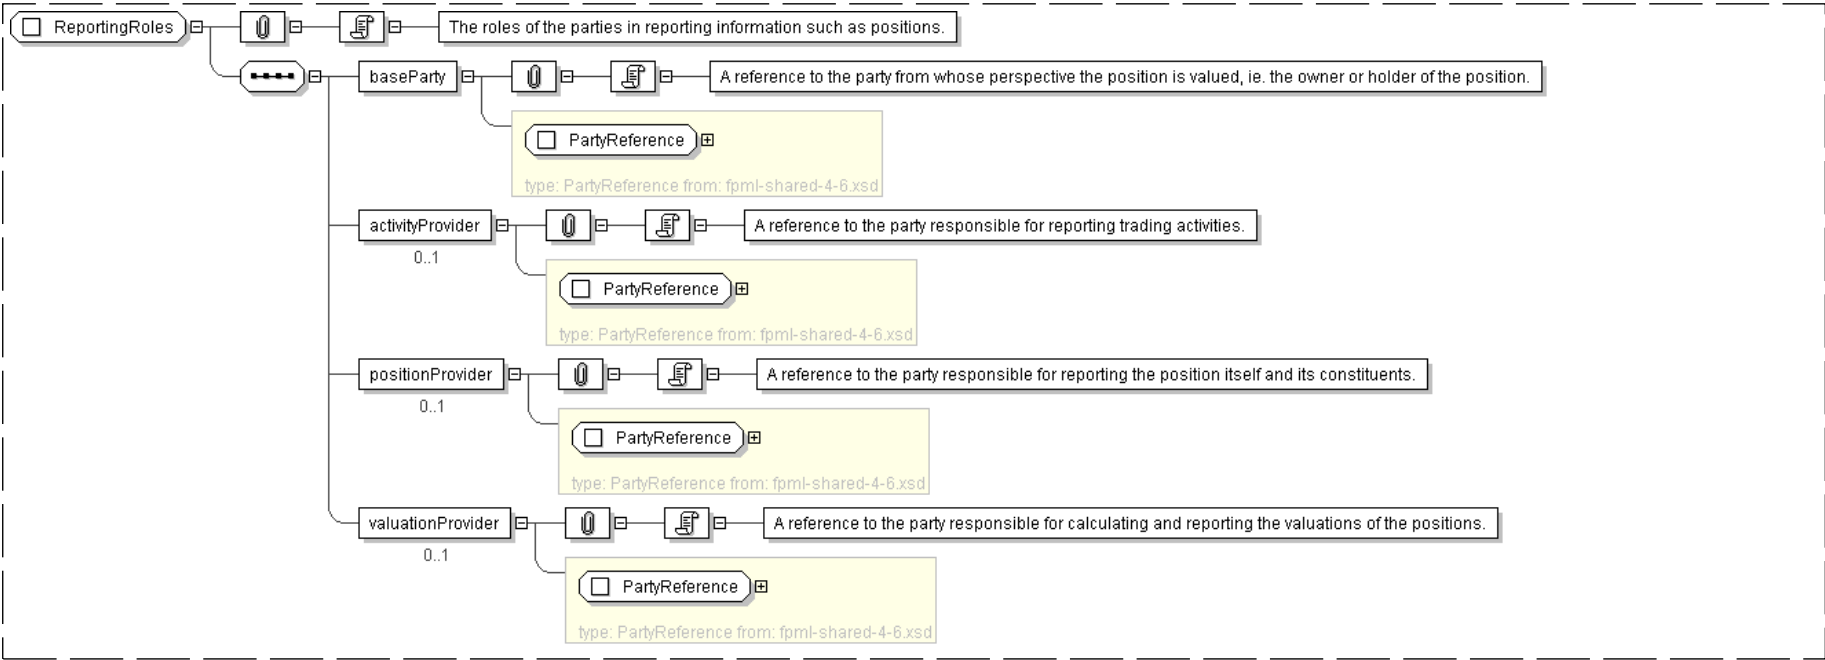 ReportingRoles
The roles of the parties in reporting information such as positions.
baseParty
A reference to the party from whose perspective the position is valued, ie. the owner or holder of the position.
PartyReference
type: PartyReference from: fpml-shared-4-6.xsd
activityProvider
A reference to the party responsible for reporting trading activities.
0..1
PartyReference
type: PartyReference from: fpml-shared-4-6.xsd
positionProvider
A reference to the party responsible for reporting the position itself and its constituents.
0..1
PartyReference
type: PartyReference from: fpml-shared-4-6.xsd
valuationProvider
A reference to the party responsible for calculating and reporting the valuations of the positions.
0..1
PartyReference
type: PartyReference from: fpml-shared-4-6.xsd